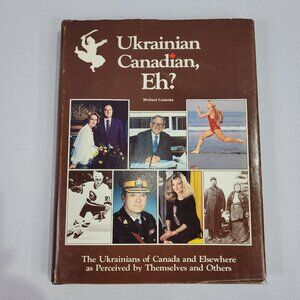 Ukrainian
Canadian,
Eh?
Michael Czuboka
The Ukrainians of Canada and Elsewhere
as Perceived by Themselves and Others